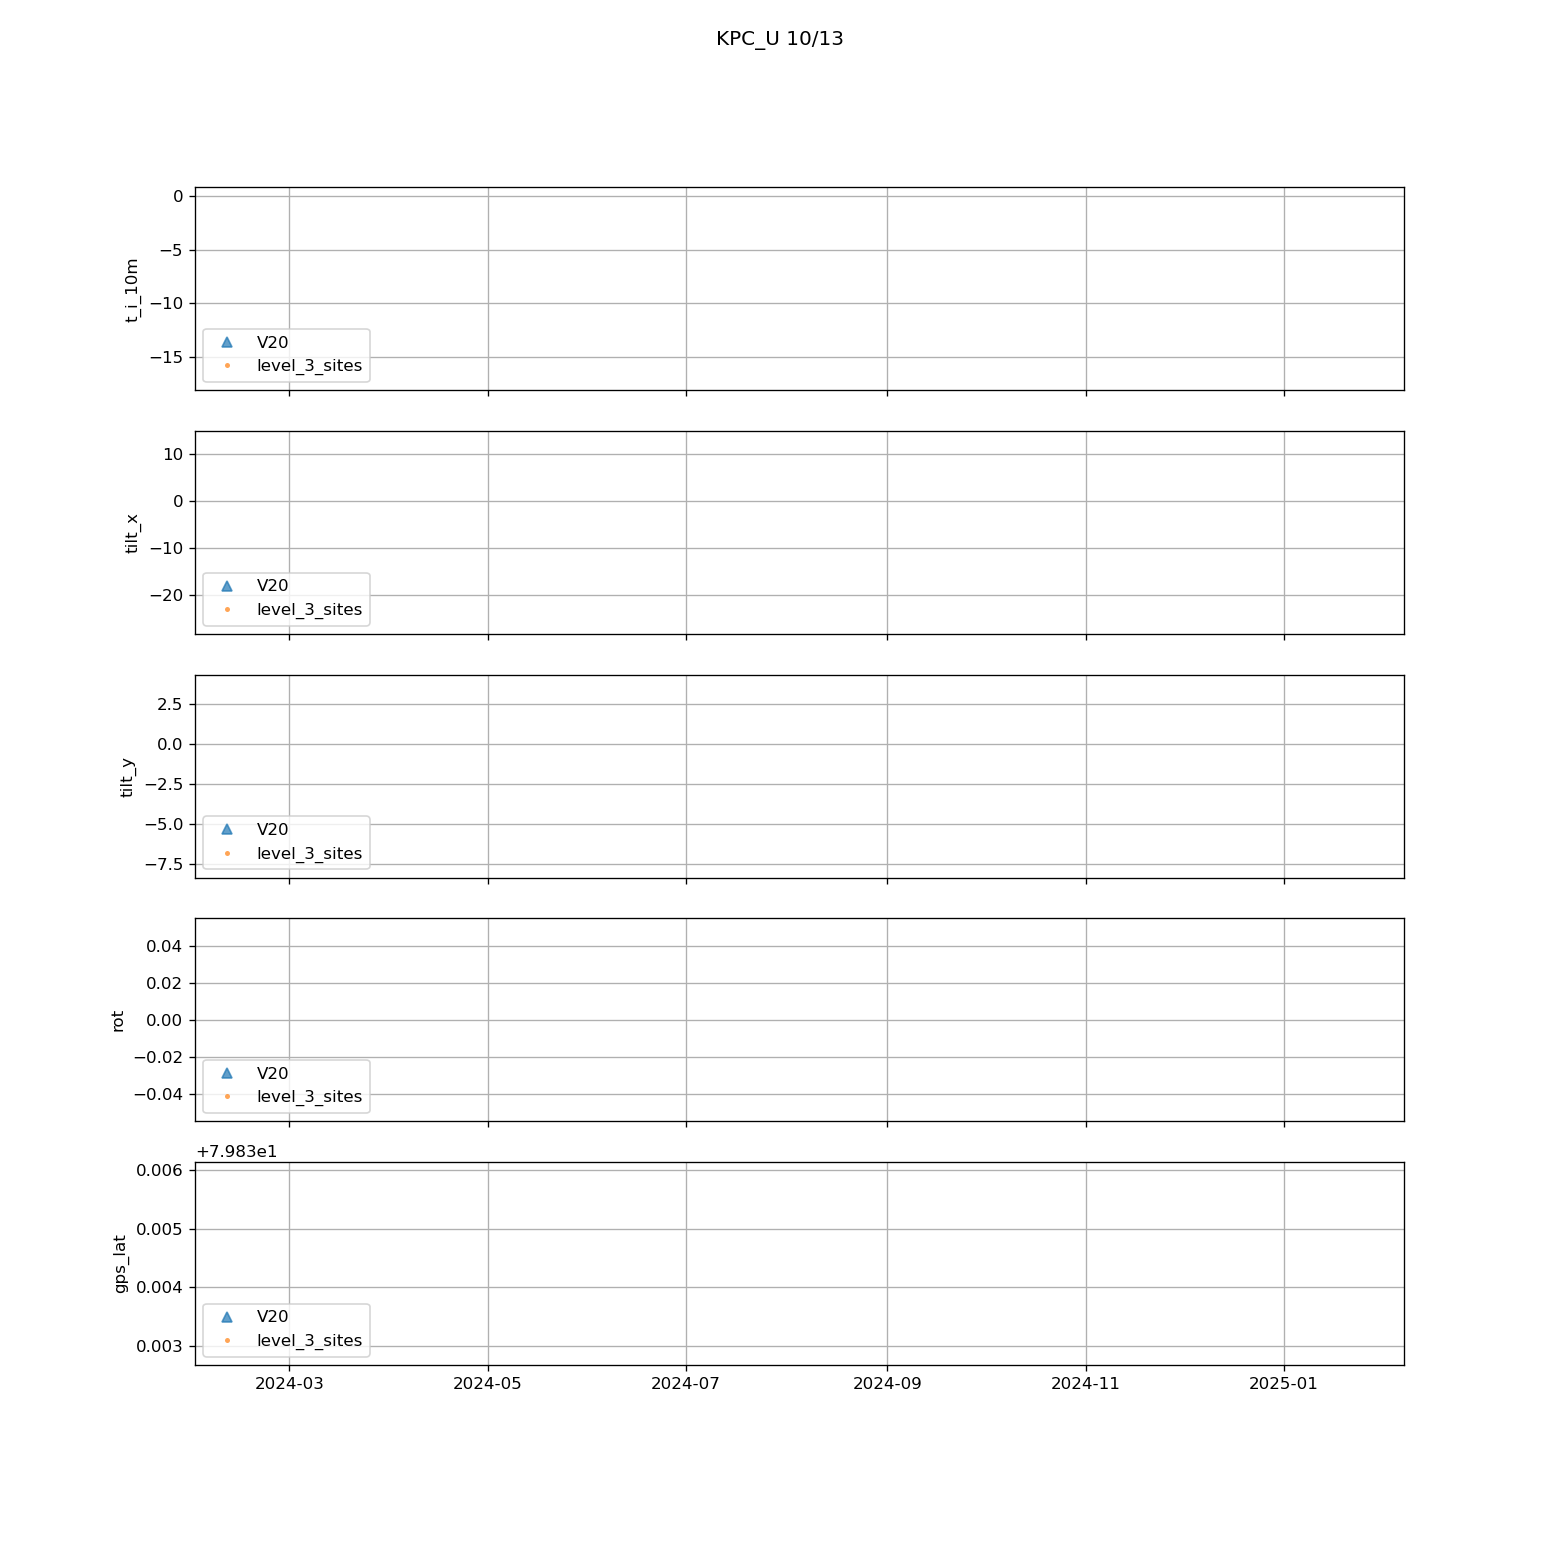 KPC_U 10/13
0
−5
−10
−15
t_i_10m
V20
level_3_sites
10
0
−10
−20
tilt_x
V20
level_3_sites
2.5
0.0
−2.5
−5.0
−7.5
tilt_y
V20
level_3_sites
0.04
0.02
0.00
−0.02
−0.04
rot
V20
level_3_sites
+7.983e1
0.006
0.005
0.004
0.003
gps_lat
V20
level_3_sites
2024-03 2024-05 2024-07 2024-09 2024-11 2025-01